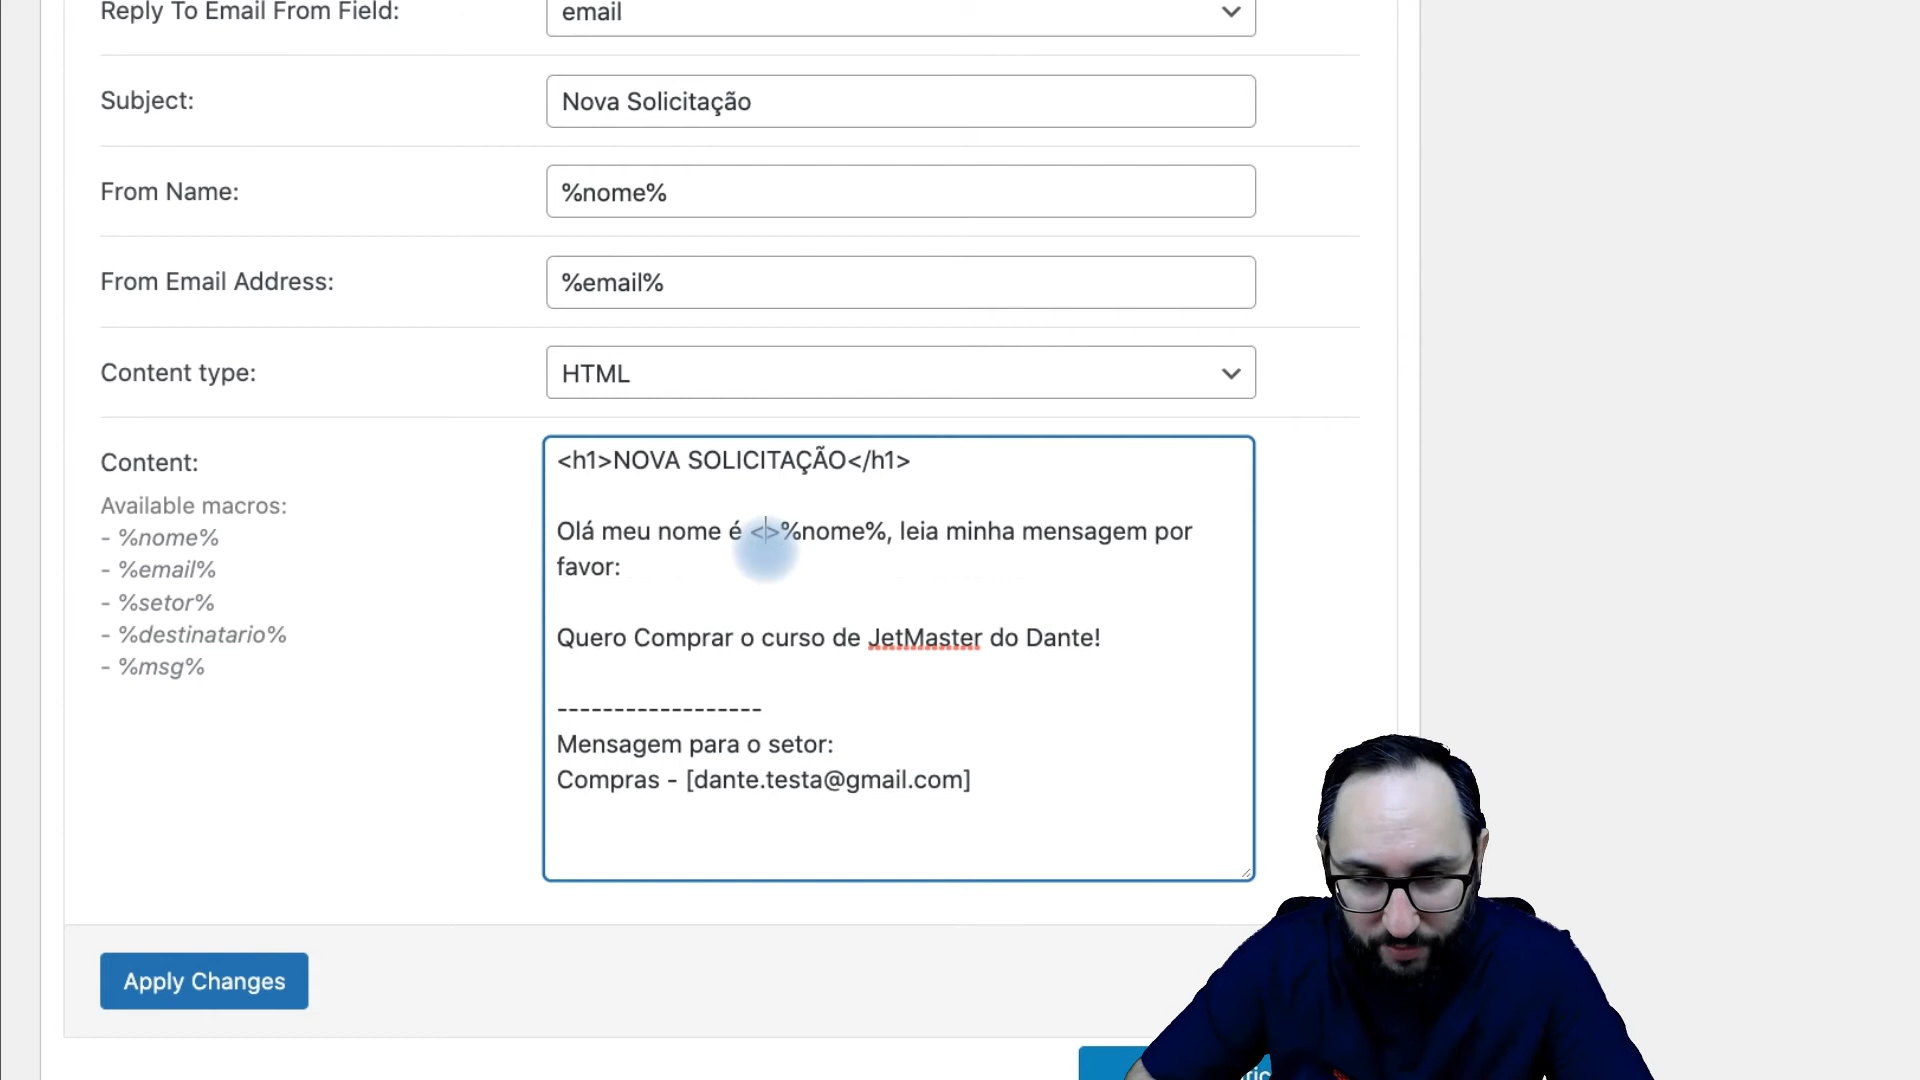 Reply To Email From Field:
email
Subject:
Nova Solicitação
From Name:
%nome%
From Email Address:
%email%
Content type:
HTML
Content:
Available macros:
- %nome%
- %email%
- %setor%
- %destinatario%
- %msg%
<h1>NOVA SOLICITAÇÃO</h1>
Olá meu nome é <>%nome%, leia minha mensagem por
favor:
Quero Comprar o curso de JetMaster do Dante!
------------------
Mensagem para o setor:
Compras - [dante.testa@gmail.com]
Apply Changes